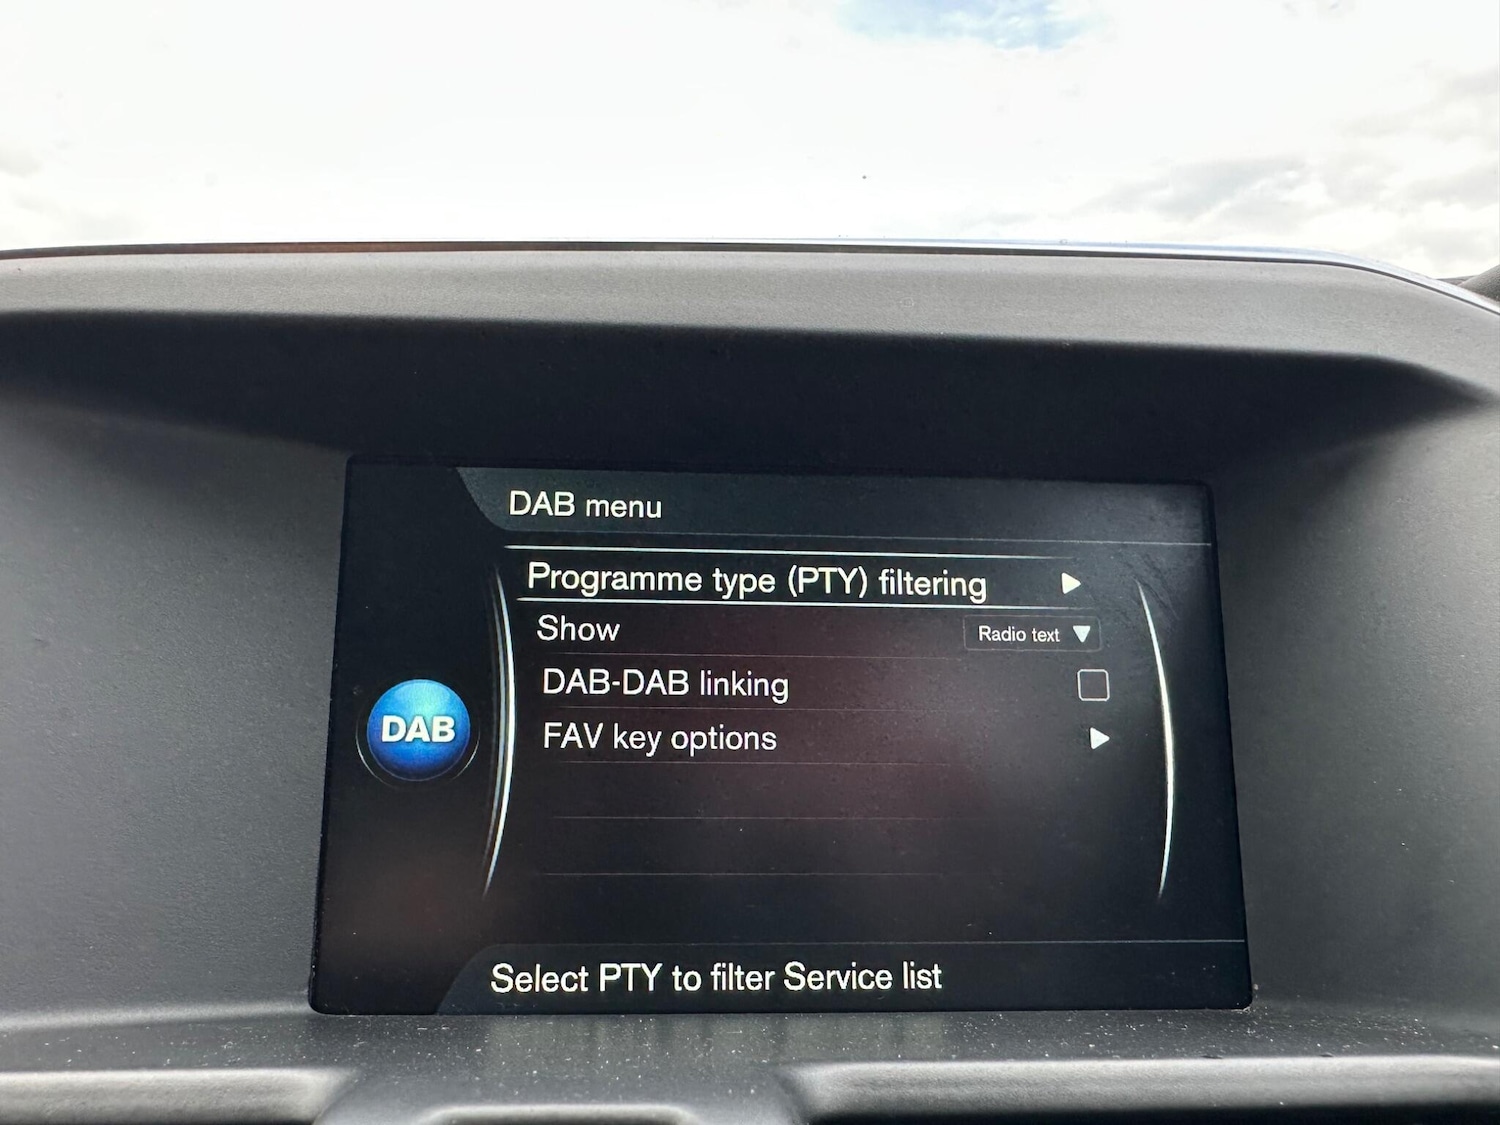 DAB menu
Programme type (PTY) filtering
Show Radio text
DAB-DAB linking
DAB
FAV key options
Select PTY to filter Service list